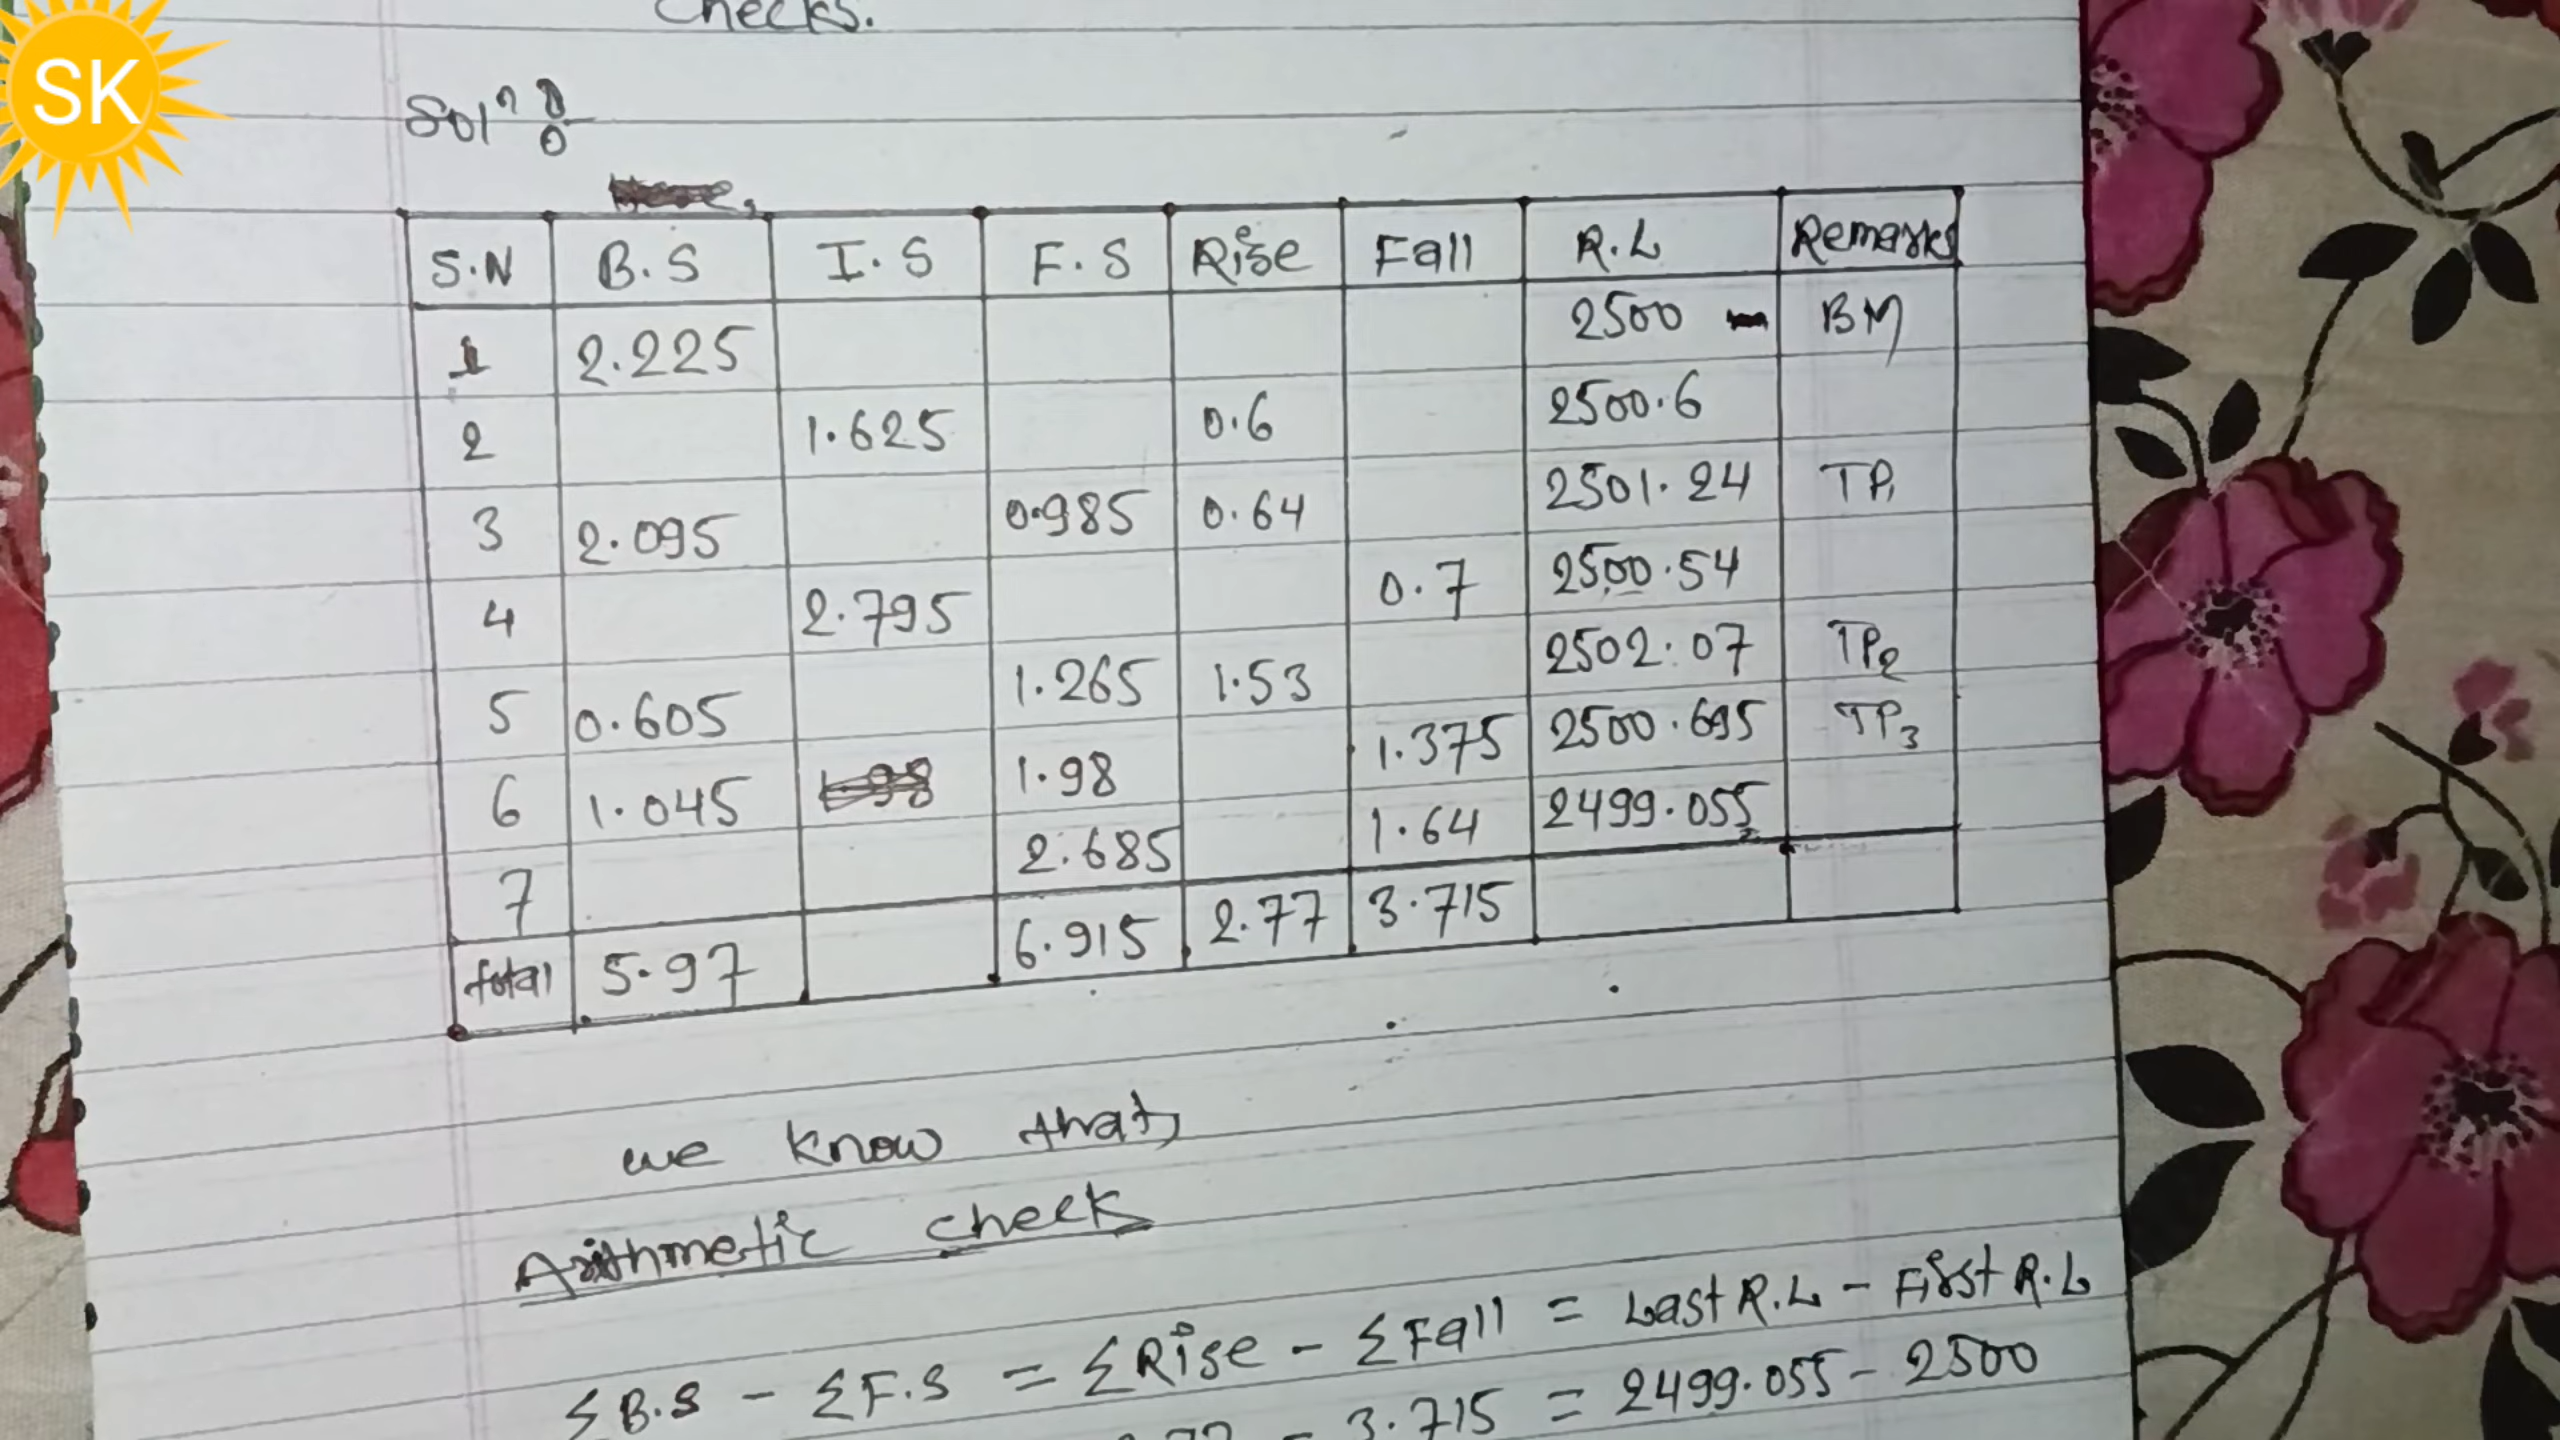 Checks.
SK
Solⁿ :-
S.N B.S I.S F.S Rise Fall R.L Remarks
1 2.225 2500 - BM
2 1.625 0.6 2500.6
3 2.095 0.985 0.64 2501.24 TP₁
4 2.795 0.7 2500.54
5 0.605 1.265 1.53 2502.07 TP₂
6 1.045 1.98 1.375 2500.695 TP₃
7 2.685 1.64 2499.055
total 5.97 6.915 2.77 3.715
we know that,
Arithmetic check
ΣB.S - ΣF.S = ΣRise - ΣFall = Last R.L - First R.L
- 3.715 = 2499.055 - 2500